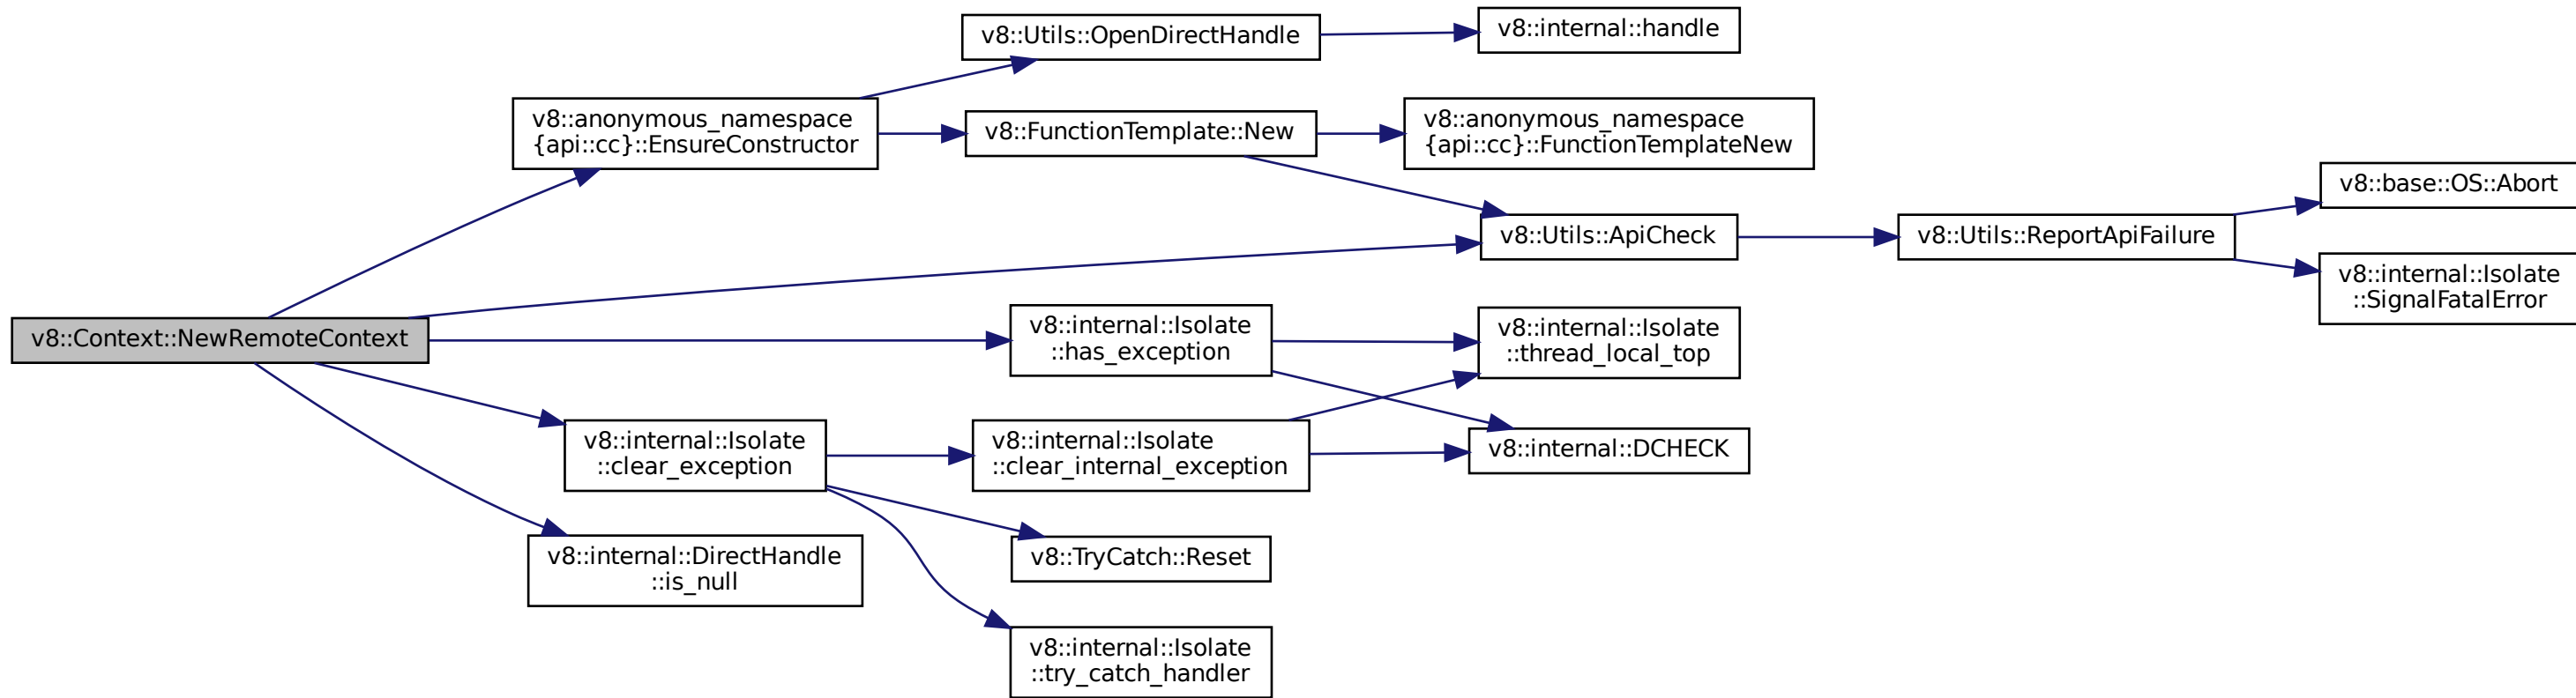 v8::Context::NewRemoteContext
v8::anonymous_namespace
{api::cc}::EnsureConstructor
v8::Utils::OpenDirectHandle
v8::internal::handle
v8::FunctionTemplate::New
v8::anonymous_namespace
{api::cc}::FunctionTemplateNew
v8::Utils::ApiCheck
v8::Utils::ReportApiFailure
v8::base::OS::Abort
v8::internal::Isolate
::SignalFatalError
v8::internal::Isolate
::has_exception
v8::internal::Isolate
::thread_local_top
v8::internal::DCHECK
v8::internal::Isolate
::clear_exception
v8::internal::Isolate
::clear_internal_exception
v8::TryCatch::Reset
v8::internal::Isolate
::try_catch_handler
v8::internal::DirectHandle
::is_null